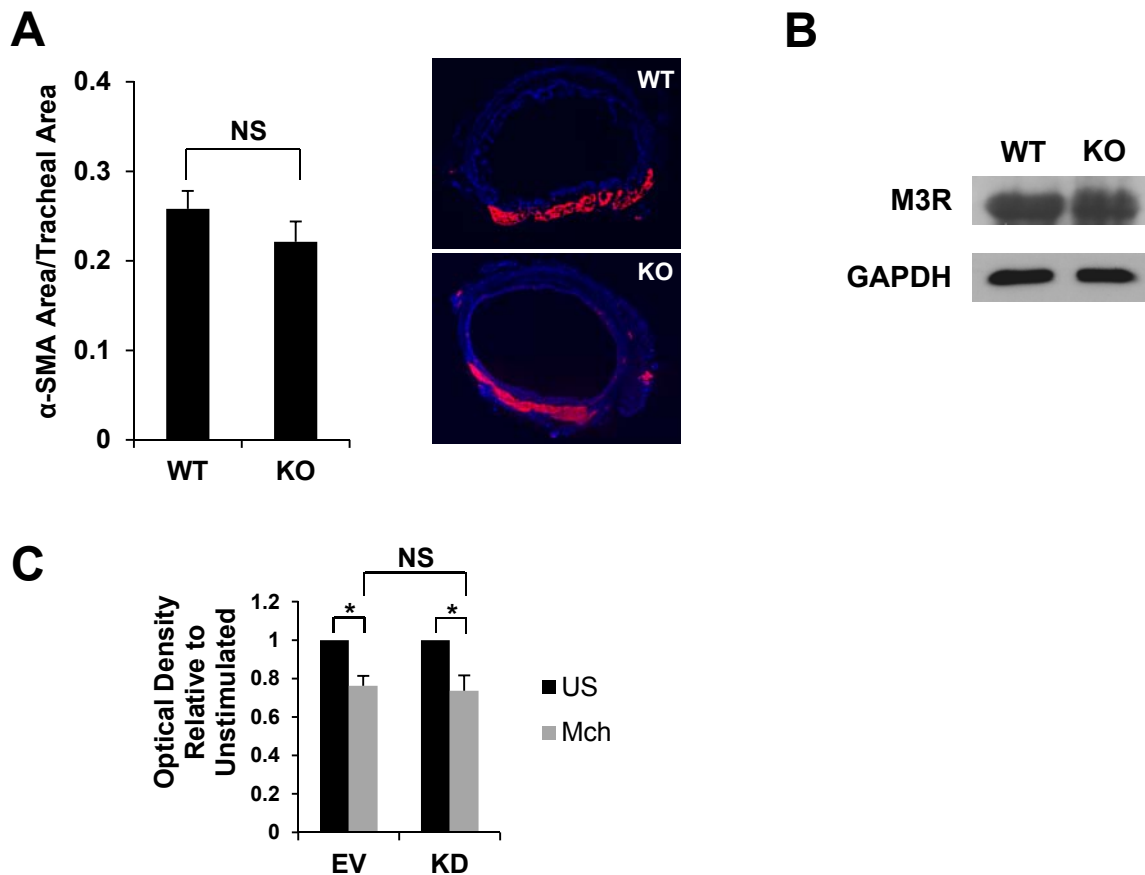 A
α-SMA Area/Tracheal Area
0.4
0.3
0.2
0.1
0
NS
WT
KO
WT
KO
B
WT KO
M3R
GAPDH
C
Optical Density
Relative to
Unstimulated
1.2
1
0.8
0.6
0.4
0.2
0
NS
*
*
EV
KD
US
Mch